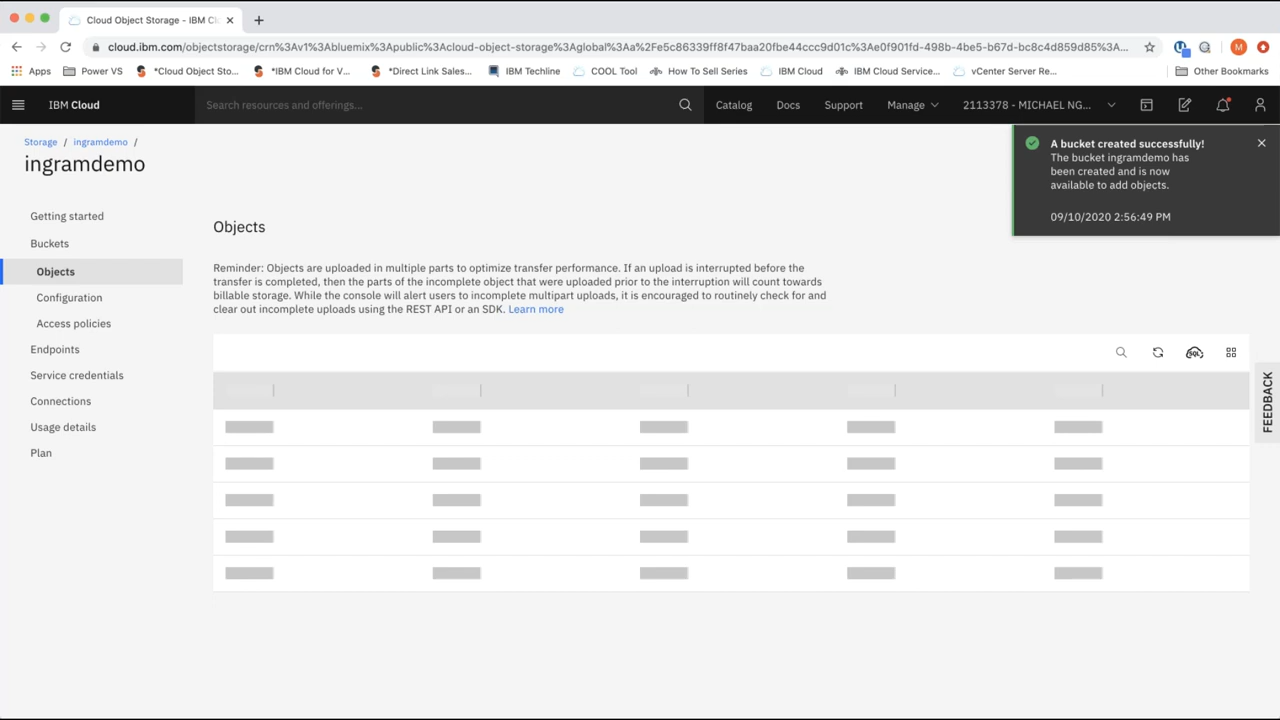 Cloud Object Storage - IBM Cl
cloud.ibm.com/objectstorage/crn%3Av1%3Abluemix%3Apublic%3Acloud-object-storage%3Aglobal%3Aa%2Fe5c86339ff8f47baa20fbe44ccc9d01c%3Ae0f901fd-498b-4be5-b67d-bc8c4d859d85%3A...
M
Apps Power VS *Cloud Object Sto... *IBM Cloud for V... *Direct Link Sales... IBM Techline COOL Tool How To Sell Series IBM Cloud IBM Cloud Service... vCenter Server Re... Other Bookmarks
IBM Cloud Search resources and offerings... Catalog Docs Support Manage 2113378 - MICHAEL NG...
Storage / ingramdemo /
ingramdemo
A bucket created successfully!
The bucket ingramdemo has
been created and is now
available to add objects.
09/10/2020 2:56:49 PM
Getting started
Buckets
Objects
Configuration
Access policies
Endpoints
Service credentials
Connections
Usage details
Plan
Objects
Reminder: Objects are uploaded in multiple parts to optimize transfer performance. If an upload is interrupted before the
transfer is completed, then the parts of the incomplete object that were uploaded prior to the interruption will count towards
billable storage. While the console will alert users to incomplete multipart uploads, it is encouraged to routinely check for and
clear out incomplete uploads using the REST API or an SDK. Learn more
SQL
FEEDBACK